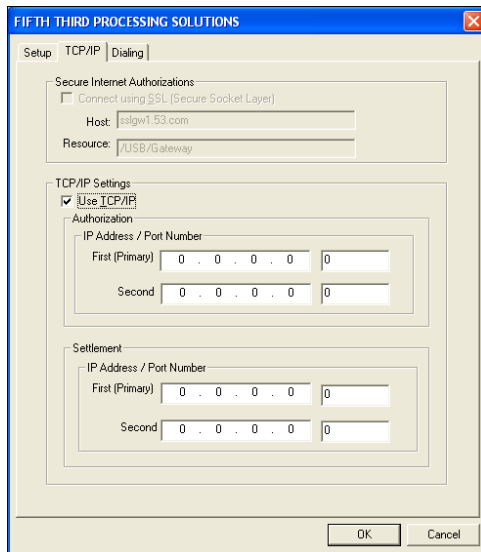 FIFTH THIRD PROCESSING SOLUTIONS
Setup TCP/IP Dialing
Secure Internet Authorizations
Connect using SSL (Secure Socket Layer)
Host: sslgw1.53.com
Resource: /USB/Gateway
TCP/IP Settings
Use TCP/IP
Authorization
IP Address / Port Number
First (Primary) 0 . 0 . 0 . 0 0
Second 0 . 0 . 0 . 0 0
Settlement
IP Address / Port Number
First (Primary) 0 . 0 . 0 . 0 0
Second 0 . 0 . 0 . 0 0
OK Cancel